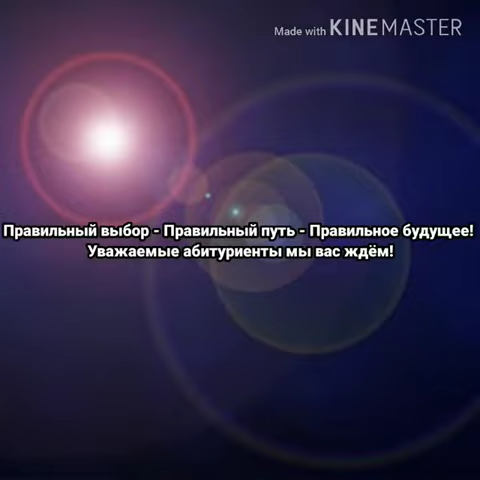 Made with KINEMASTER
Правильный выбор - Правильный путь - Правильное будущее!
Уважаемые абитуриенты мы вас ждём!